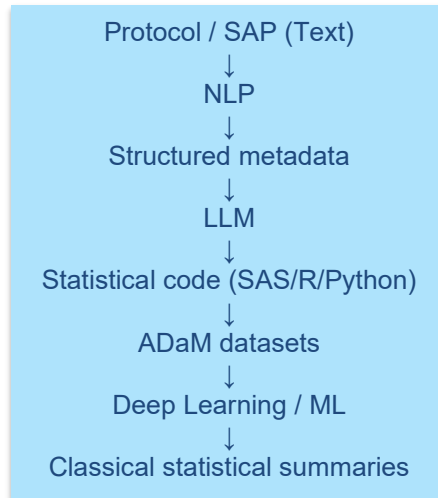 Protocol / SAP (Text)
↓
NLP
↓
Structured metadata
↓
LLM
↓
Statistical code (SAS/R/Python)
↓
ADaM datasets
↓
Deep Learning / ML
↓
Classical statistical summaries